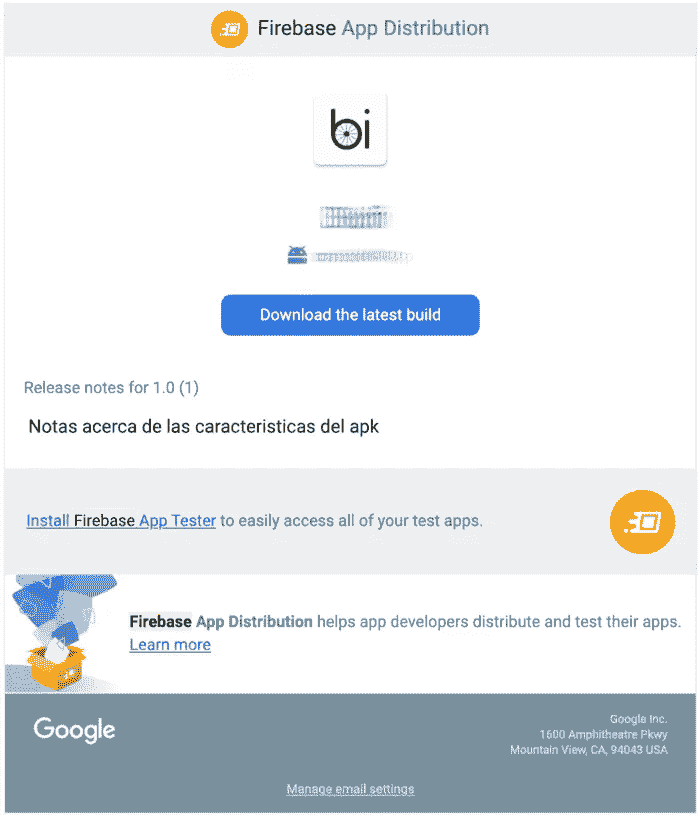 Firebase App Distribution
bi
Download the latest build
Release notes for 1.0 (1)
Notas acerca de las caracteristicas del apk
Install Firebase App Tester to easily access all of your test apps.
Firebase App Distribution helps app developers distribute and test their apps.
Learn more
Google
Google Inc.
1600 Amphitheatre Pkwy
Mountain View, CA, 94043 USA
Manage email settings